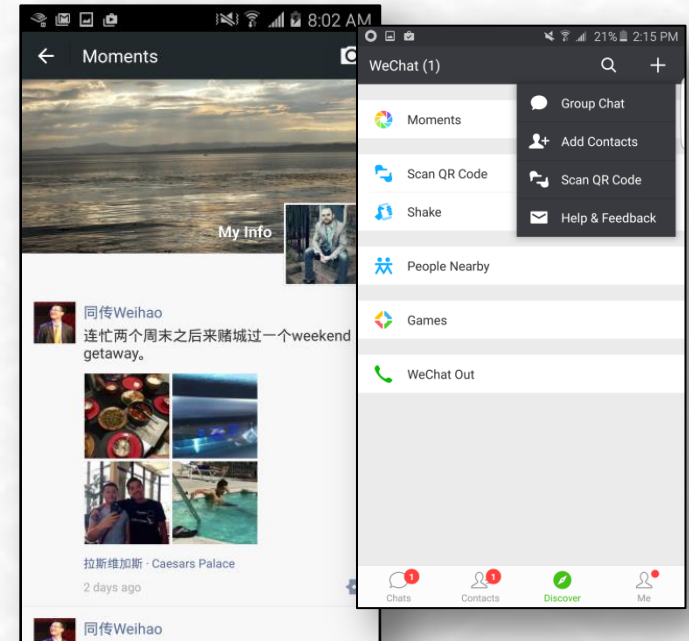 8:02 AM
Moments
My Info
同传Weihao
连忙两个周末之后来赌城过一个weekend
getaway。
拉斯维加斯 · Caesars Palace
2 days ago
同传Weihao
21% 2:15 PM
WeChat (1)
Group Chat
Add Contacts
Scan QR Code
Help & Feedback
Moments
Scan QR Code
Shake
People Nearby
Games
WeChat Out
1
1
Chats
Contacts
Discover
Me